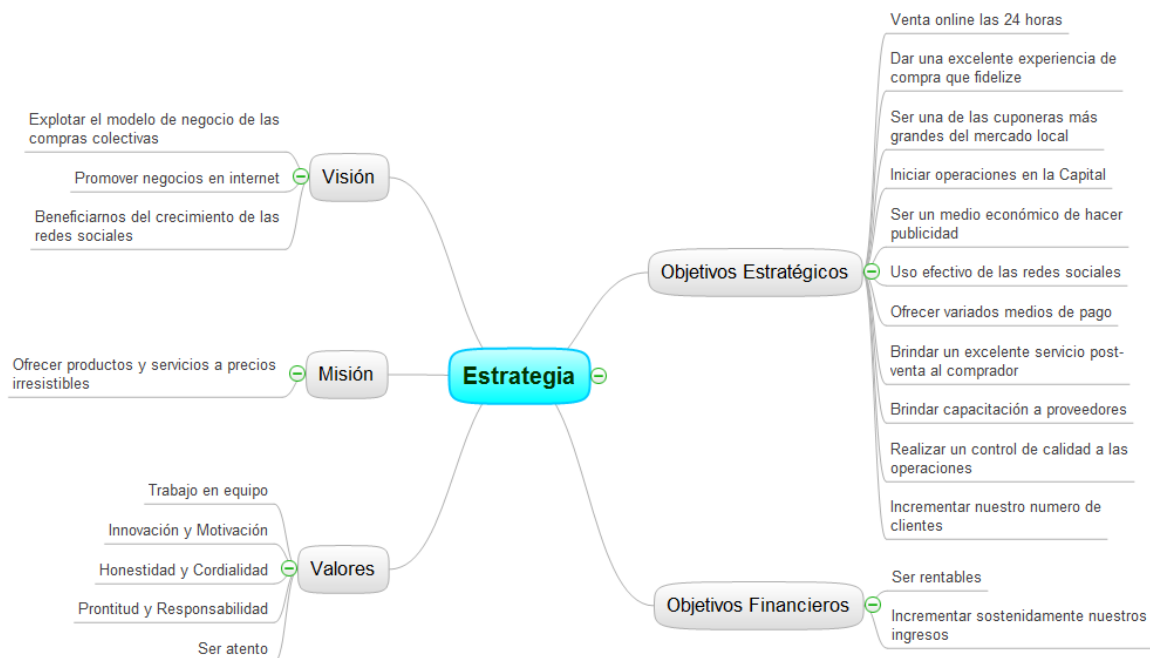 Estrategia
Visión
Explotar el modelo de negocio de las
compras colectivas
Promover negocios en internet
Beneficiarnos del crecimiento de las
redes sociales
Misión
Ofrecer productos y servicios a precios
irresistibles
Valores
Trabajo en equipo
Innovación y Motivación
Honestidad y Cordialidad
Prontitud y Responsabilidad
Ser atento
Objetivos Estratégicos
Venta online las 24 horas
Dar una excelente experiencia de
compra que fidelize
Ser una de las cuponeras más
grandes del mercado local
Iniciar operaciones en la Capital
Ser un medio económico de hacer
publicidad
Uso efectivo de las redes sociales
Ofrecer variados medios de pago
Brindar un excelente servicio post-
venta al comprador
Brindar capacitación a proveedores
Realizar un control de calidad a las
operaciones
Incrementar nuestro numero de
clientes
Objetivos Financieros
Ser rentables
Incrementar sostenidamente nuestros
ingresos